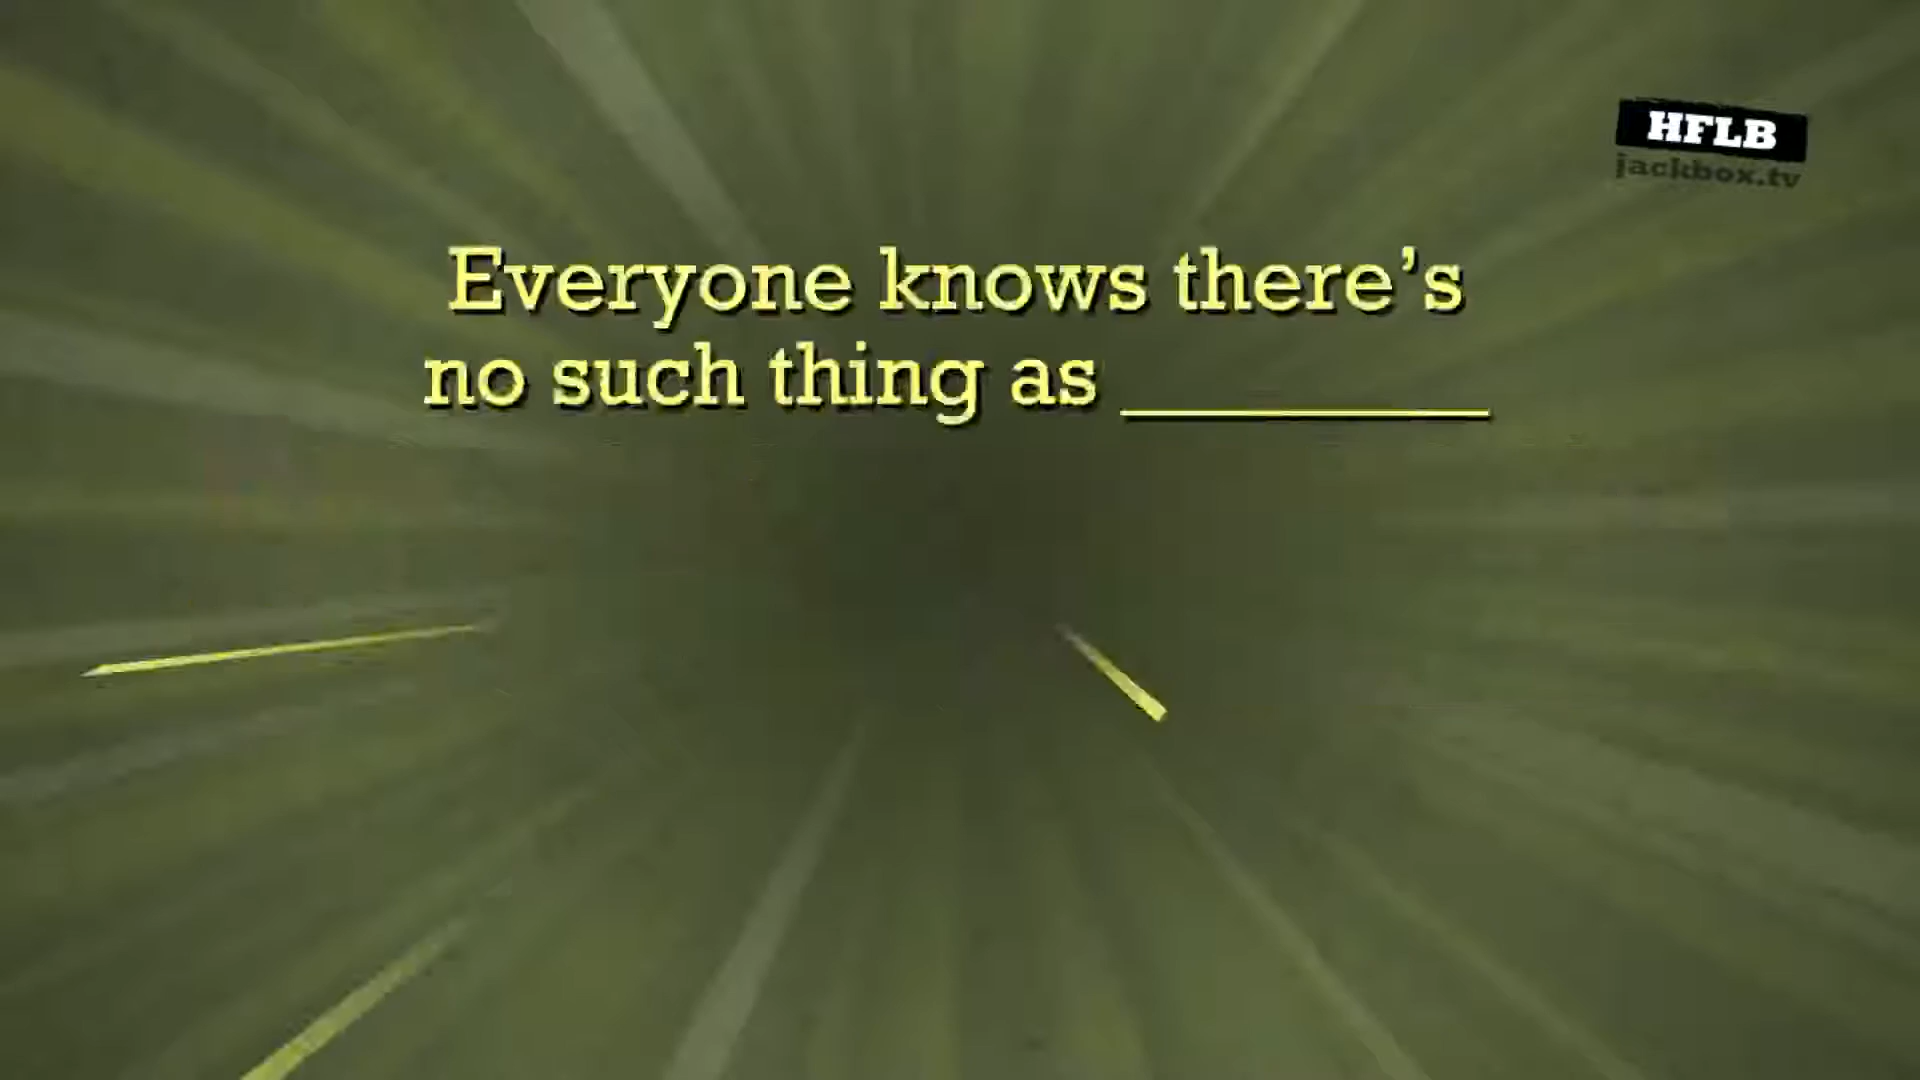 HFLB
jackbox.tv
Everyone knows there’s
no such thing as ________